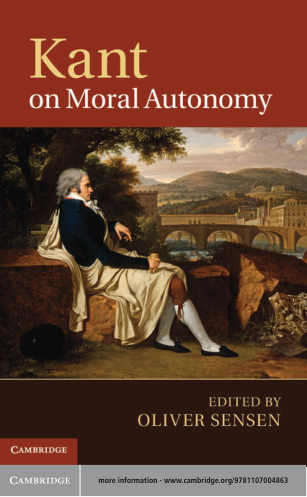 Kant
on Moral Autonomy
EDITED BY
OLIVER SENSEN
CAMBRIDGE
CAMBRIDGE
more information - www.cambridge.org/9781107004863